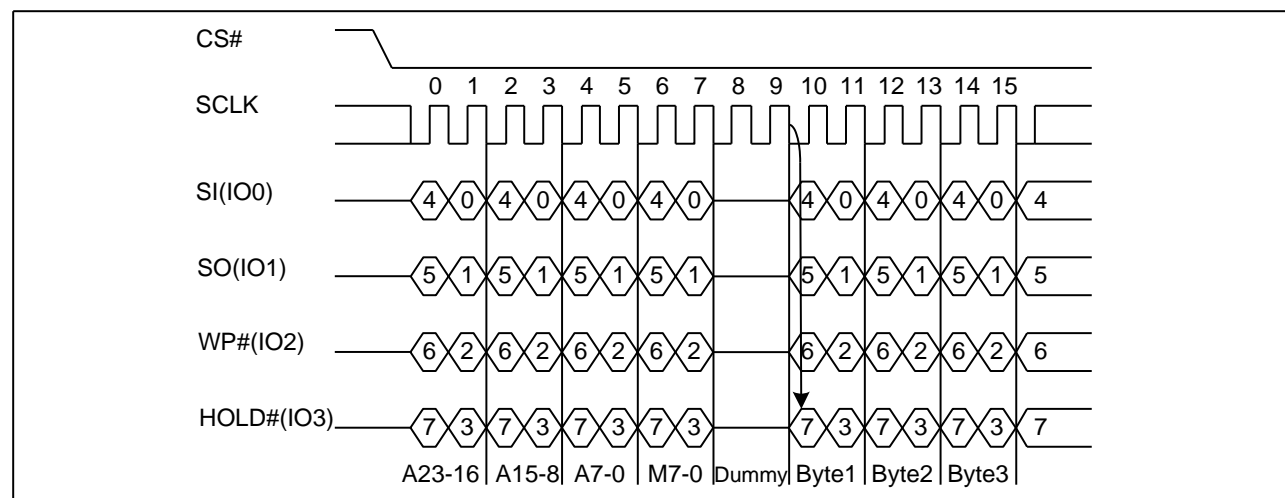 CS#
0 1 2 3 4 5 6 7 8 9 10 11 12 13 14 15
SCLK
SI(IO0) 4 0 4 0 4 0 4 0 4 0 4 0 4 0 4
SO(IO1) 5 1 5 1 5 1 5 1 5 1 5 1 5 1 5
WP#(IO2) 6 2 6 2 6 2 6 2 6 2 6 2 6 2 6
HOLD#(IO3) 7 3 7 3 7 3 7 3 7 3 7 3 7 3 7
A23-16 A15-8 A7-0 M7-0 Dummy Byte1 Byte2 Byte3